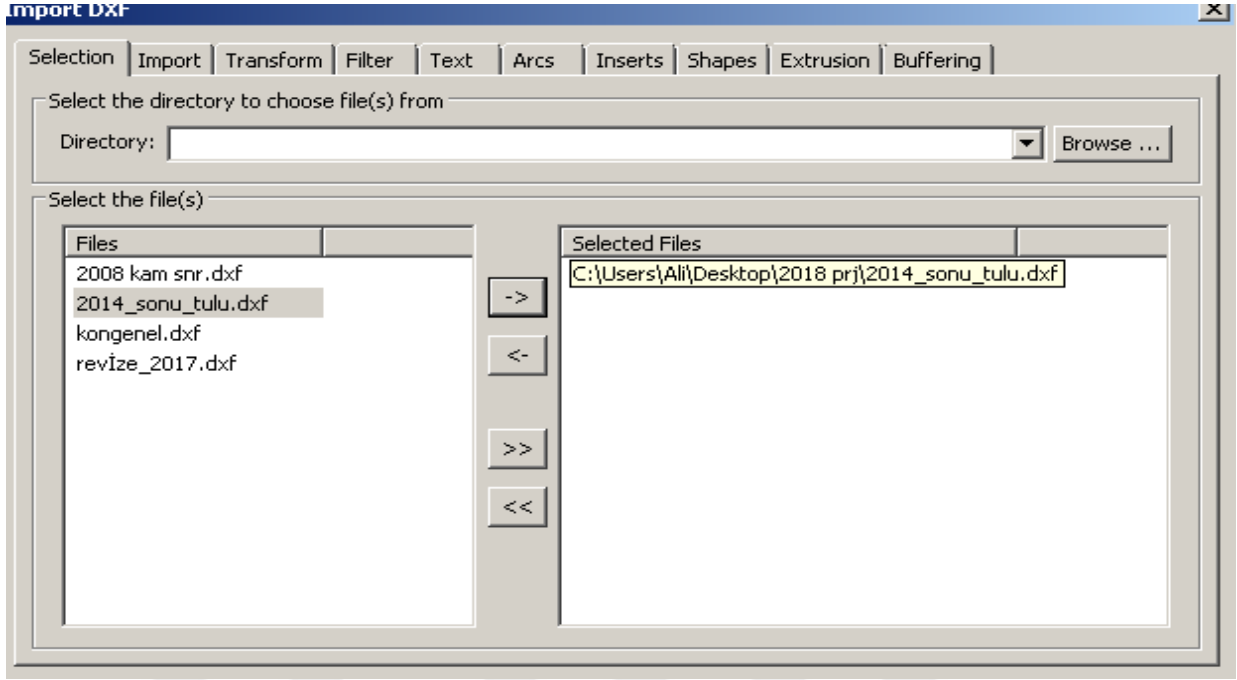 Import DXF
Selection Import Transform Filter Text Arcs Inserts Shapes Extrusion Buffering
Select the directory to choose file(s) from
Directory: Browse ...
Select the file(s)
Files
2008 kam snr.dxf
2014_sonu_tulu.dxf
kongenel.dxf
revİze_2017.dxf
->
<-
>>
<<
Selected Files
C:\Users\Ali\Desktop\2018 prj\2014_sonu_tulu.dxf